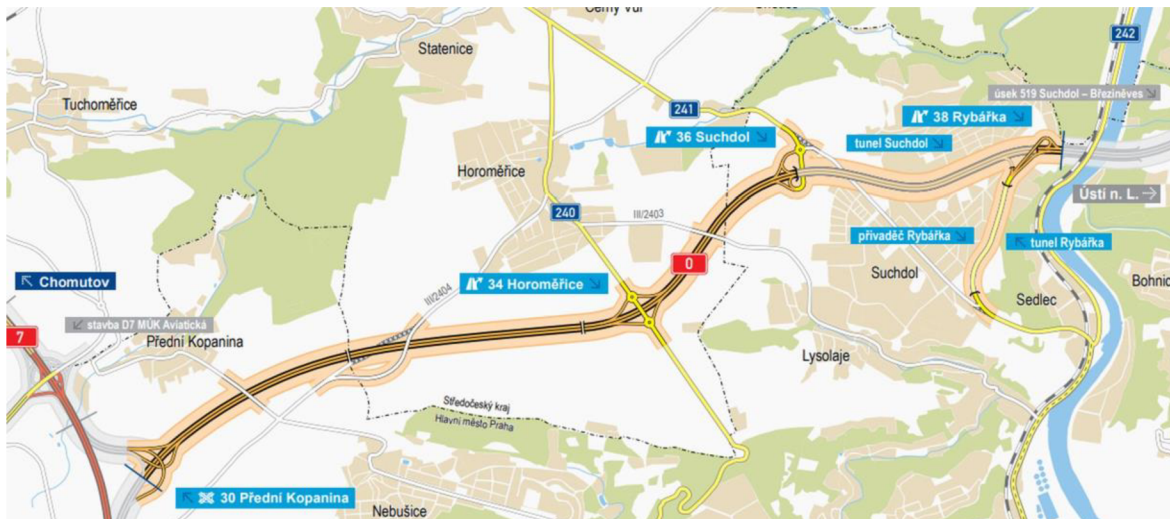 Černý Vůr
Statenice
242
úsek 519 Suchdol – Březiněves
Tuchoměřice
241
38 Rybářka
36 Suchdol
tunel Suchdol
Horoměřice
Ústí n. L.
240
III/2403
přivaděč Rybářka
tunel Rybářka
0
Suchdol
Chomutov
34 Horoměřice
Bohnic
III/2404
Sedlec
stavba D7 MÚK Aviatická
7
Přední Kopanina
Lysolaje
Středočeský kraj
Hlavní město Praha
30 Přední Kopanina
Nebušice